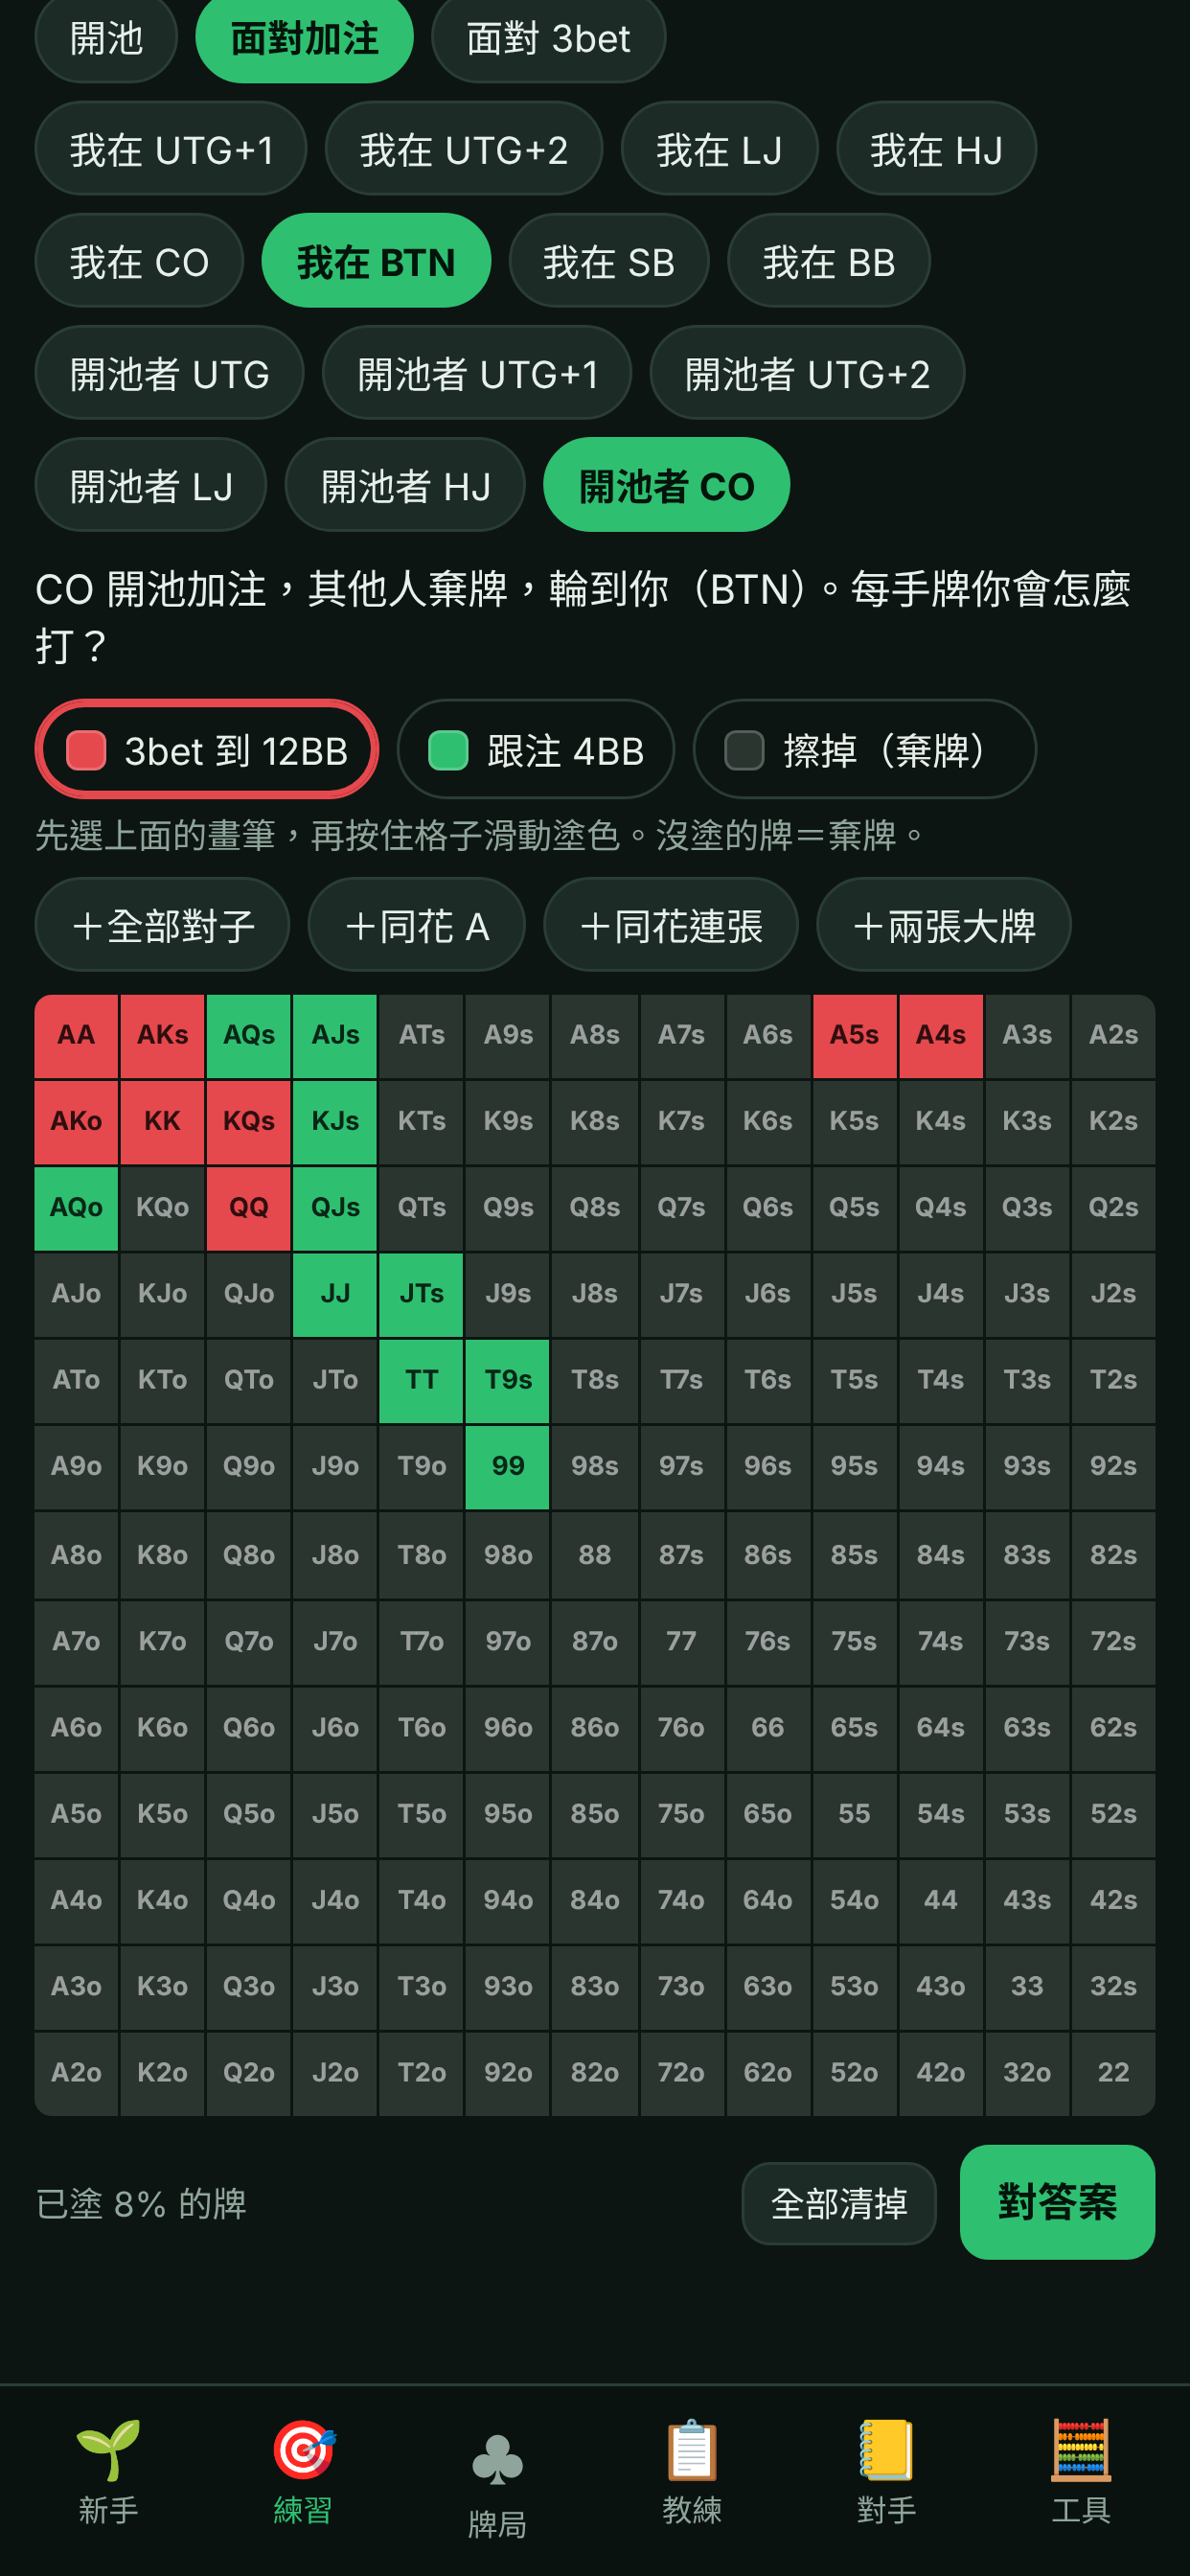 開池 面對加注 面對 3bet
我在 UTG+1 我在 UTG+2 我在 LJ 我在 HJ
我在 CO 我在 BTN 我在 SB 我在 BB
開池者 UTG 開池者 UTG+1 開池者 UTG+2
開池者 LJ 開池者 HJ 開池者 CO
CO 開池加注，其他人棄牌，輪到你（BTN）。每手牌你會怎麼
打？
3bet 到 12BB 跟注 4BB 擦掉（棄牌）
先選上面的畫筆，再按住格子滑動塗色。沒塗的牌＝棄牌。
＋全部對子 ＋同花 A ＋同花連張 ＋兩張大牌
AA AKs AQs AJs ATs A9s A8s A7s A6s A5s A4s A3s A2s
AKo KK KQs KJs KTs K9s K8s K7s K6s K5s K4s K3s K2s
AQo KQo QQ QJs QTs Q9s Q8s Q7s Q6s Q5s Q4s Q3s Q2s
AJo KJo QJo JJ JTs J9s J8s J7s J6s J5s J4s J3s J2s
ATo KTo QTo JTo TT T9s T8s T7s T6s T5s T4s T3s T2s
A9o K9o Q9o J9o T9o 99 98s 97s 96s 95s 94s 93s 92s
A8o K8o Q8o J8o T8o 98o 88 87s 86s 85s 84s 83s 82s
A7o K7o Q7o J7o T7o 97o 87o 77 76s 75s 74s 73s 72s
A6o K6o Q6o J6o T6o 96o 86o 76o 66 65s 64s 63s 62s
A5o K5o Q5o J5o T5o 95o 85o 75o 65o 55 54s 53s 52s
A4o K4o Q4o J4o T4o 94o 84o 74o 64o 54o 44 43s 42s
A3o K3o Q3o J3o T3o 93o 83o 73o 63o 53o 43o 33 32s
A2o K2o Q2o J2o T2o 92o 82o 72o 62o 52o 42o 32o 22
已塗 8% 的牌 全部清掉 對答案
新手 練習 牌局 教練 對手 工具